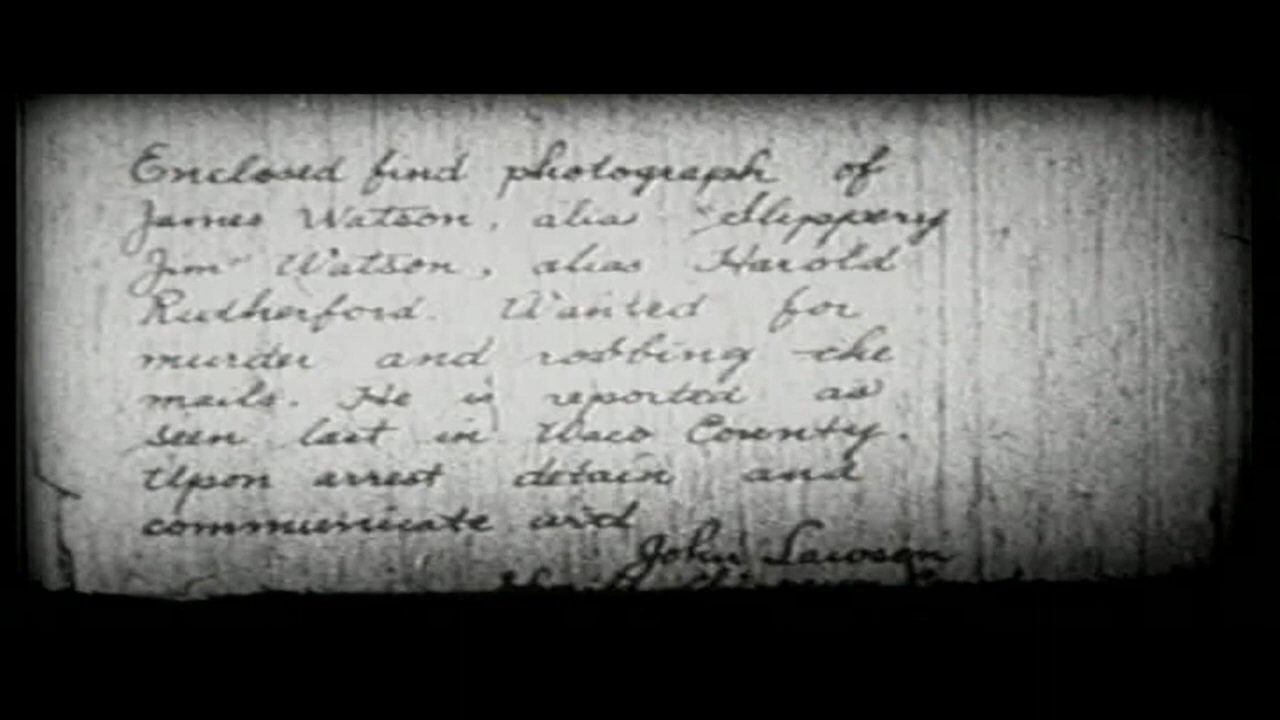 Enclosed find photograph of
James Watson, alias "Slippery
Jim" Watson, alias Harold
Rutherford. Wanted for
murder and robbing the
mails. He is reported as
seen last in Waco County.
Upon arrest detain and
communicate with
John Lawson